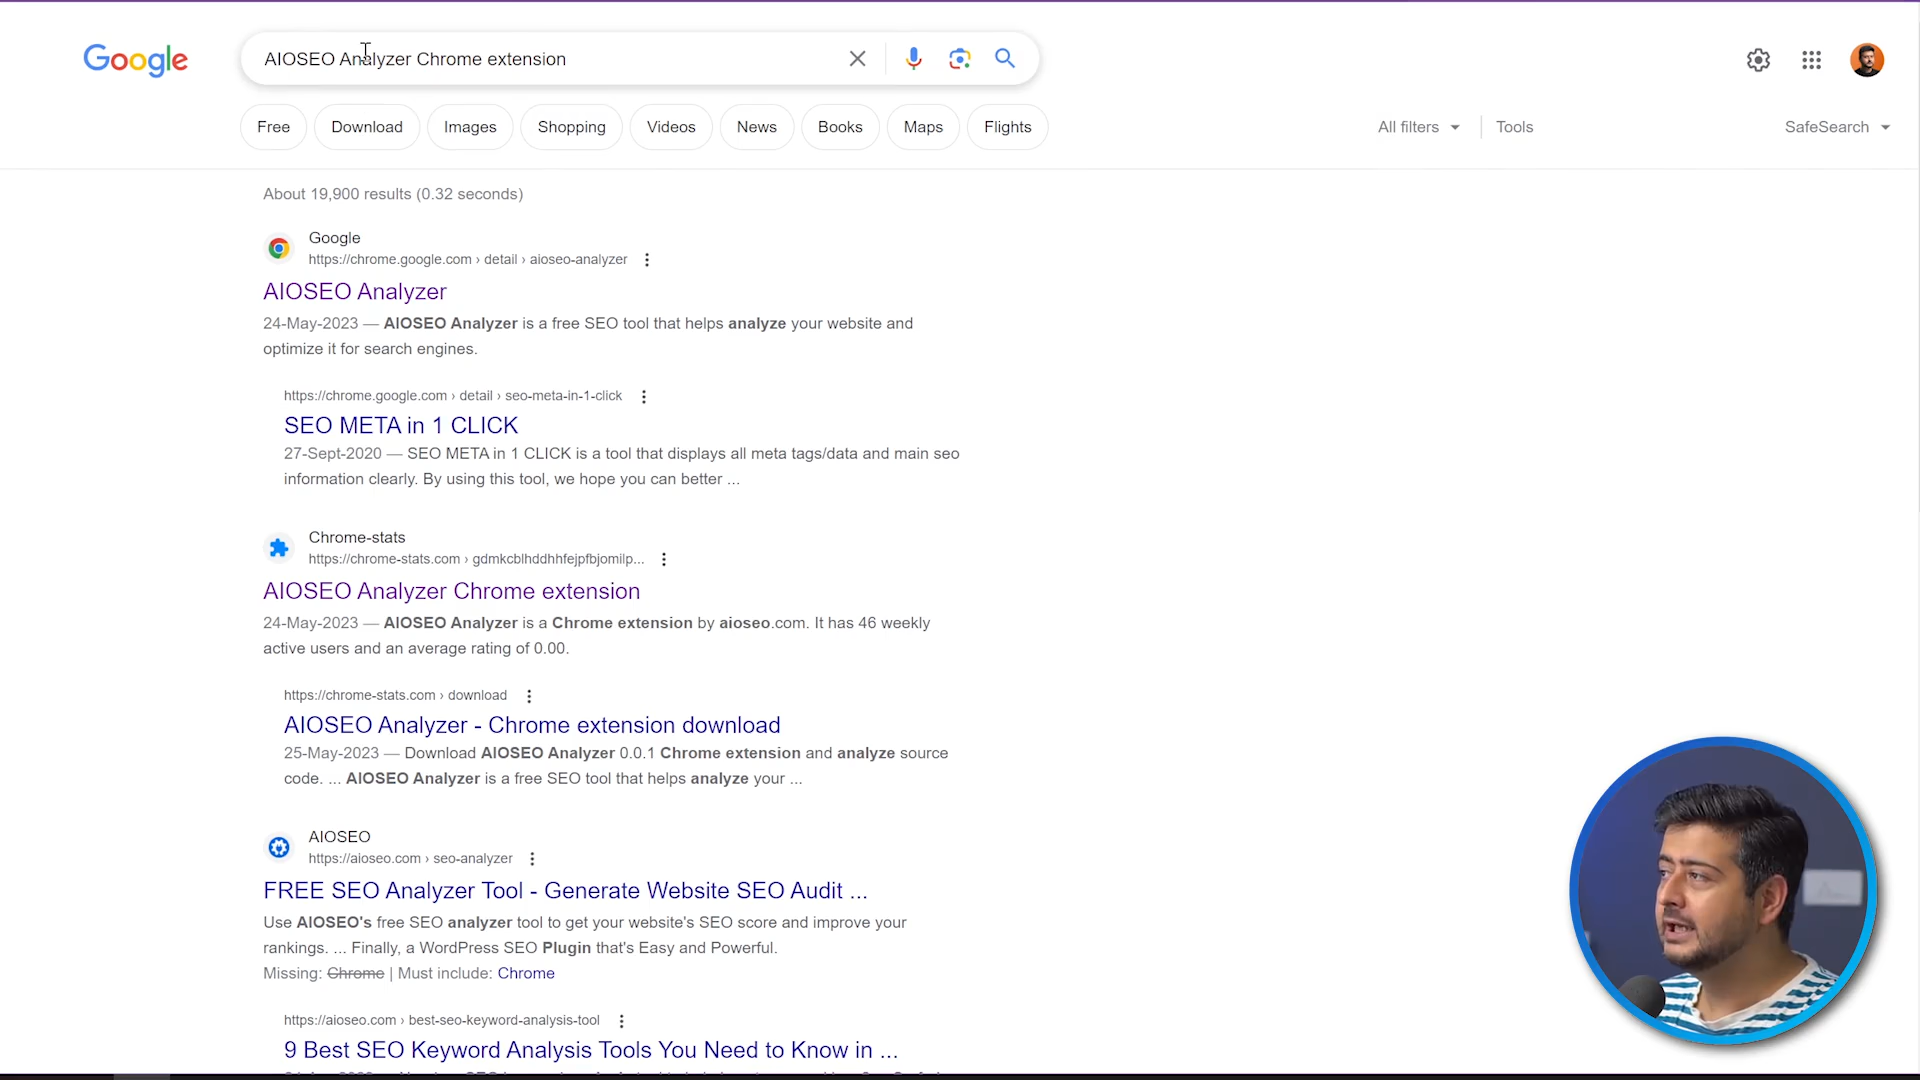 Google
AIOSEO Analyzer Chrome extension
Free
Download
Images
Shopping
Videos
News
Books
Maps
Flights
All filters
Tools
SafeSearch
About 19,900 results (0.32 seconds)
Google
https://chrome.google.com › detail › aioseo-analyzer
AIOSEO Analyzer
24-May-2023 — AIOSEO Analyzer is a free SEO tool that helps analyze your website and
optimize it for search engines.
https://chrome.google.com › detail › seo-meta-in-1-click
SEO META in 1 CLICK
27-Sept-2020 — SEO META in 1 CLICK is a tool that displays all meta tags/data and main seo
information clearly. By using this tool, we hope you can better ...
Chrome-stats
https://chrome-stats.com › gdmkcblhddhhfejpfbjomilp...
AIOSEO Analyzer Chrome extension
24-May-2023 — AIOSEO Analyzer is a Chrome extension by aioseo.com. It has 46 weekly
active users and an average rating of 0.00.
https://chrome-stats.com › download
AIOSEO Analyzer - Chrome extension download
25-May-2023 — Download AIOSEO Analyzer 0.0.1 Chrome extension and analyze source
code. ... AIOSEO Analyzer is a free SEO tool that helps analyze your ...
AIOSEO
https://aioseo.com › seo-analyzer
FREE SEO Analyzer Tool - Generate Website SEO Audit ...
Use AIOSEO's free SEO analyzer tool to get your website's SEO score and improve your
rankings. ... Finally, a WordPress SEO Plugin that's Easy and Powerful.
Missing: Chrome | Must include: Chrome
https://aioseo.com › best-seo-keyword-analysis-tool
9 Best SEO Keyword Analysis Tools You Need to Know in ...